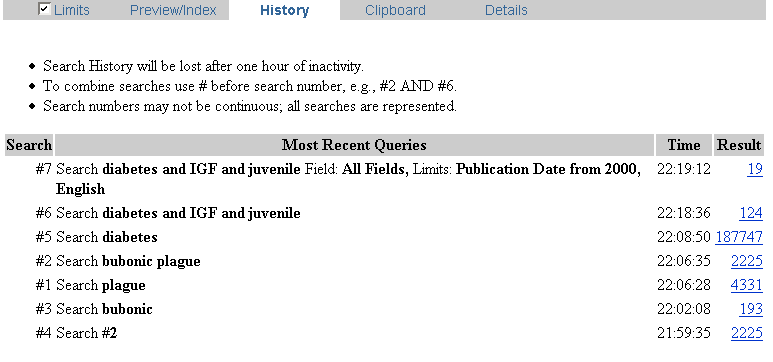 Limits Preview/Index History Clipboard Details
Search History will be lost after one hour of inactivity.
To combine searches use # before search number, e.g., #2 AND #6.
Search numbers may not be continuous; all searches are represented.
Search Most Recent Queries Time Result
#7 Search diabetes and IGF and juvenile Field: All Fields, Limits: Publication Date from 2000, 22:19:12 19
English
#6 Search diabetes and IGF and juvenile 22:18:36 124
#5 Search diabetes 22:08:50 187747
#2 Search bubonic plague 22:06:35 2225
#1 Search plague 22:06:28 4331
#3 Search bubonic 22:02:08 193
#4 Search #2 21:59:35 2225